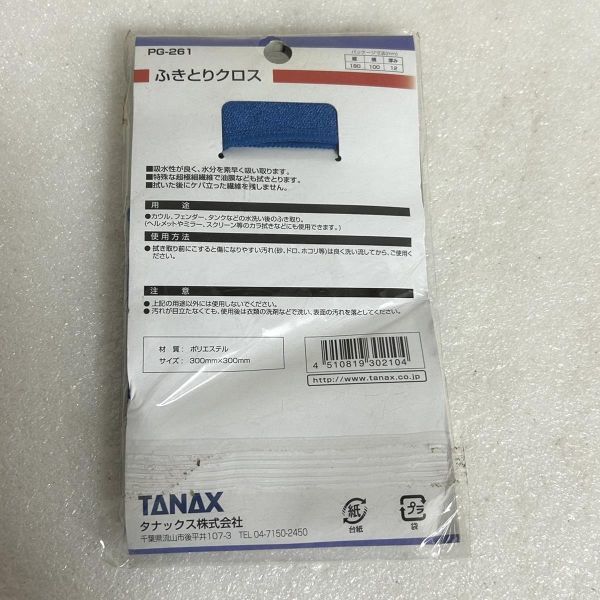 PG-261
パッケージ寸法(mm)
縦 横 厚み
180 100 12
ふきとりクロス
■吸水性が良く、水分を素早く吸い取ります。
■特殊な超極細繊維で油膜なども拭きとります。
■拭いた後にケバ立った繊維を残しません。
用 途
●カウル、フェンダー、タンクなどの水洗い後のふき取り。
(ヘルメットやミラー、スクリーン等のカラ拭きなどにも使用できます。)
使用方法
●拭き取り前にこすると傷になりやすい汚れ(砂、ドロ、ホコリ等)は良く洗い流してから、ご使用く
ださい。
注 意
●上記の用途以外には使用しないでください。
●汚れが目立たなくても、使用後は衣類の洗剤などで洗い、表面の汚れを落としてください。
材 質: ポリエステル
サイズ: 300mm×300mm
4 510819 302104
http://www.tanax.co.jp
TANAX
タナックス株式会社
千葉県流山市後平井107-3 TEL 04-7150-2450
紙
台紙
プラ
袋